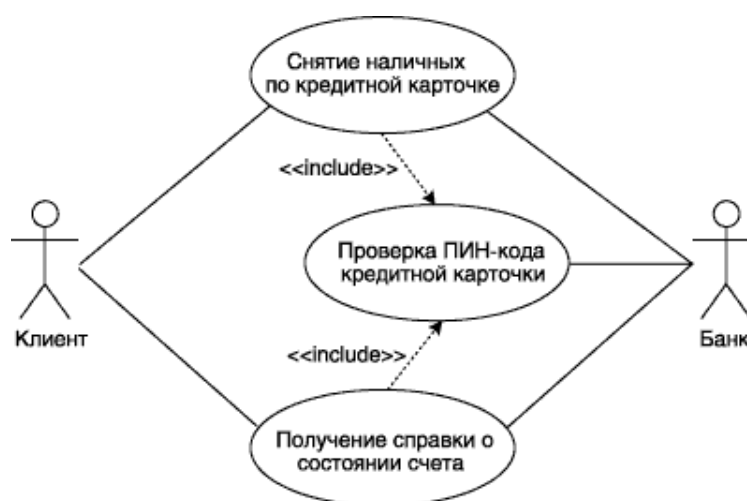 Снятие наличных
по кредитной карточке
<<include>>
Проверка ПИН-кода
кредитной карточки
Клиент
Банк
<<include>>
Получение справки о
состоянии счета